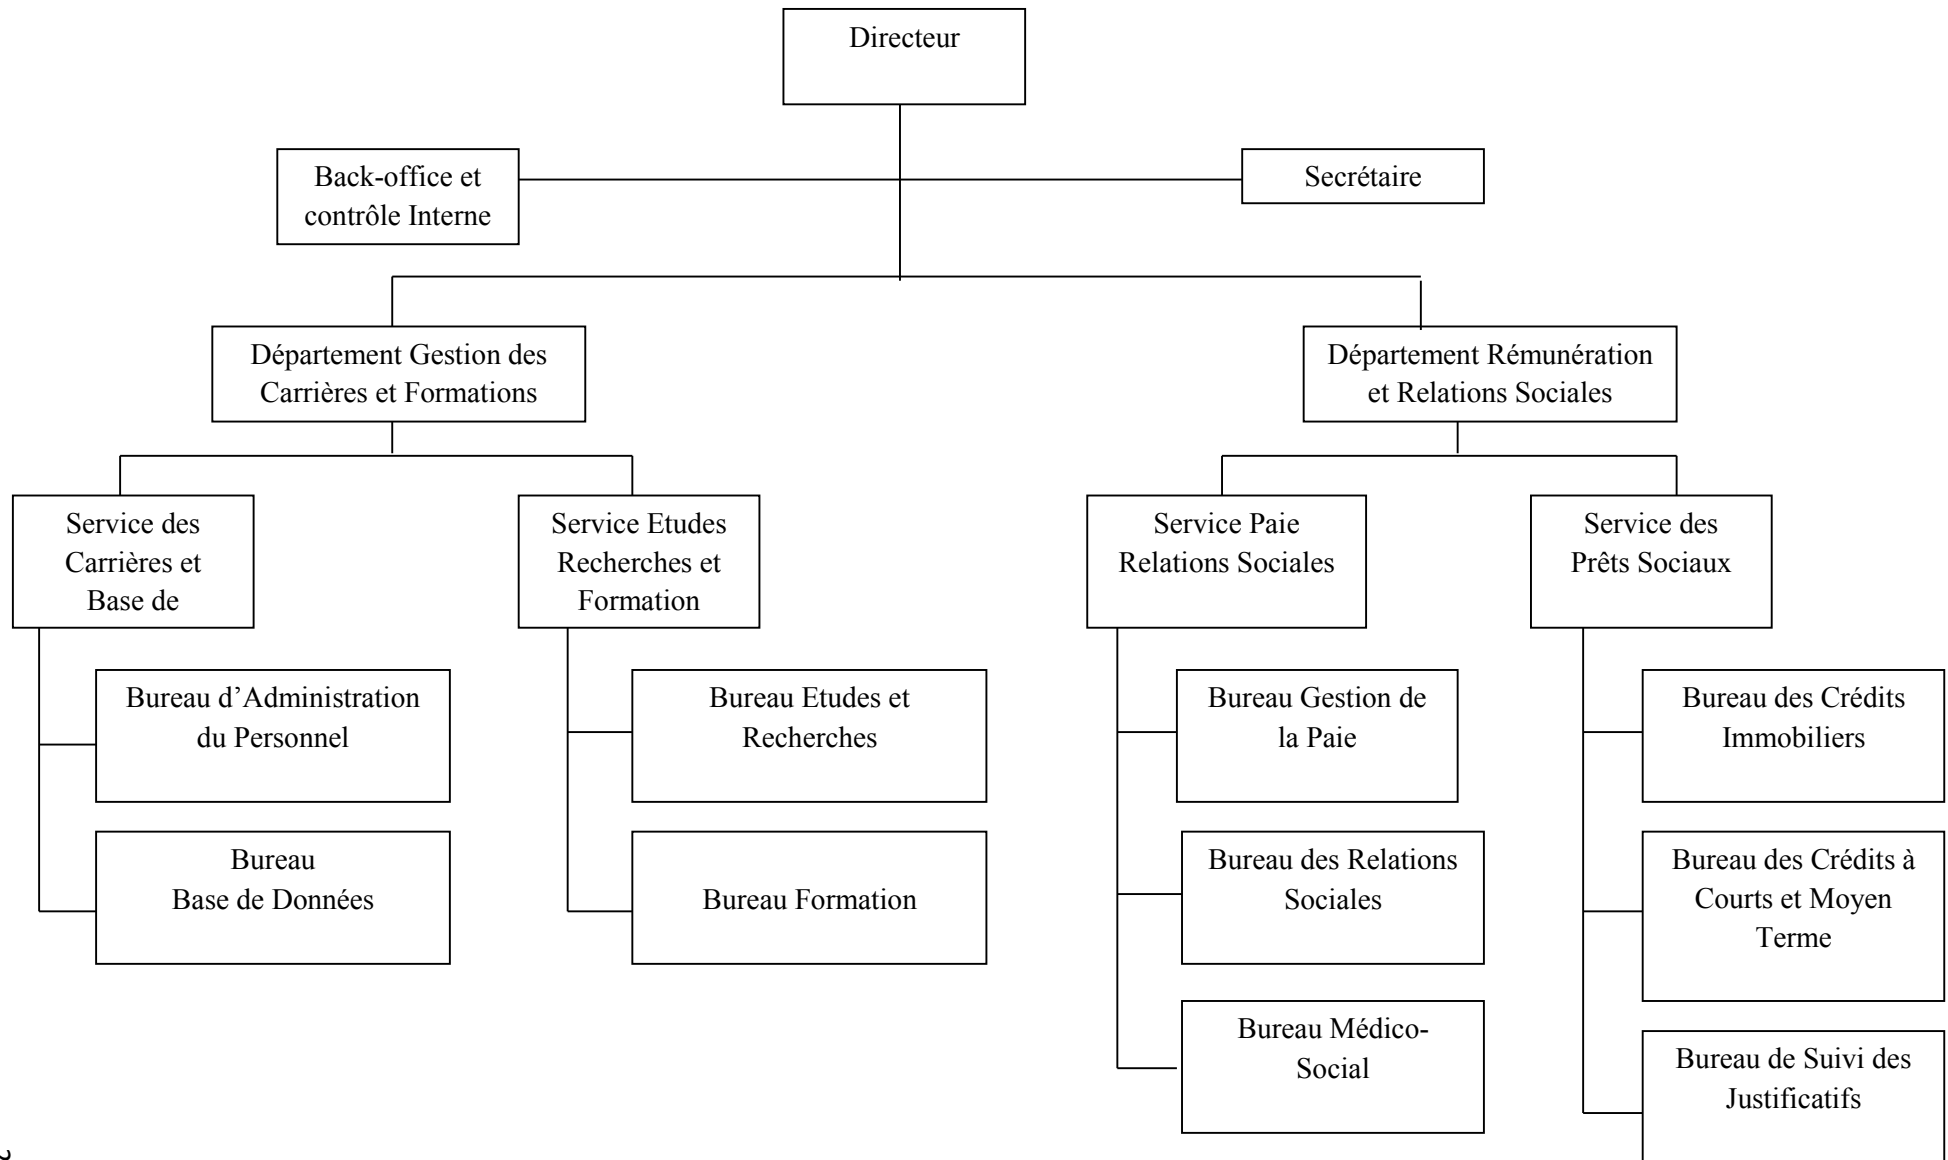 Directeur
Back-office et
contrôle Interne
Secrétaire
Département Gestion des
Carrières et Formations
Département Rémunération
et Relations Sociales
Service des
Carrières et
Base de
Service Etudes
Recherches et
Formation
Service Paie
Relations Sociales
Service des
Prêts Sociaux
Bureau d’Administration
du Personnel
Bureau Etudes et
Recherches
Bureau Gestion de
la Paie
Bureau des Crédits
Immobiliers
Bureau
Base de Données
Bureau Formation
Bureau des Relations
Sociales
Bureau des Crédits à
Courts et Moyen
Terme
Bureau Médico-
Social
Bureau de Suivi des
Justificatifs